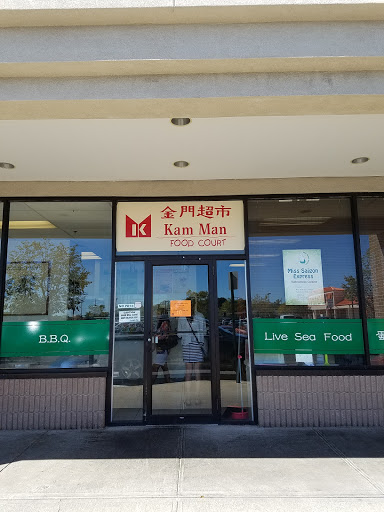 金門超市
Kam Man
FOOD COURT
Miss Saigon
Express
B.B.Q.
Live Sea Food